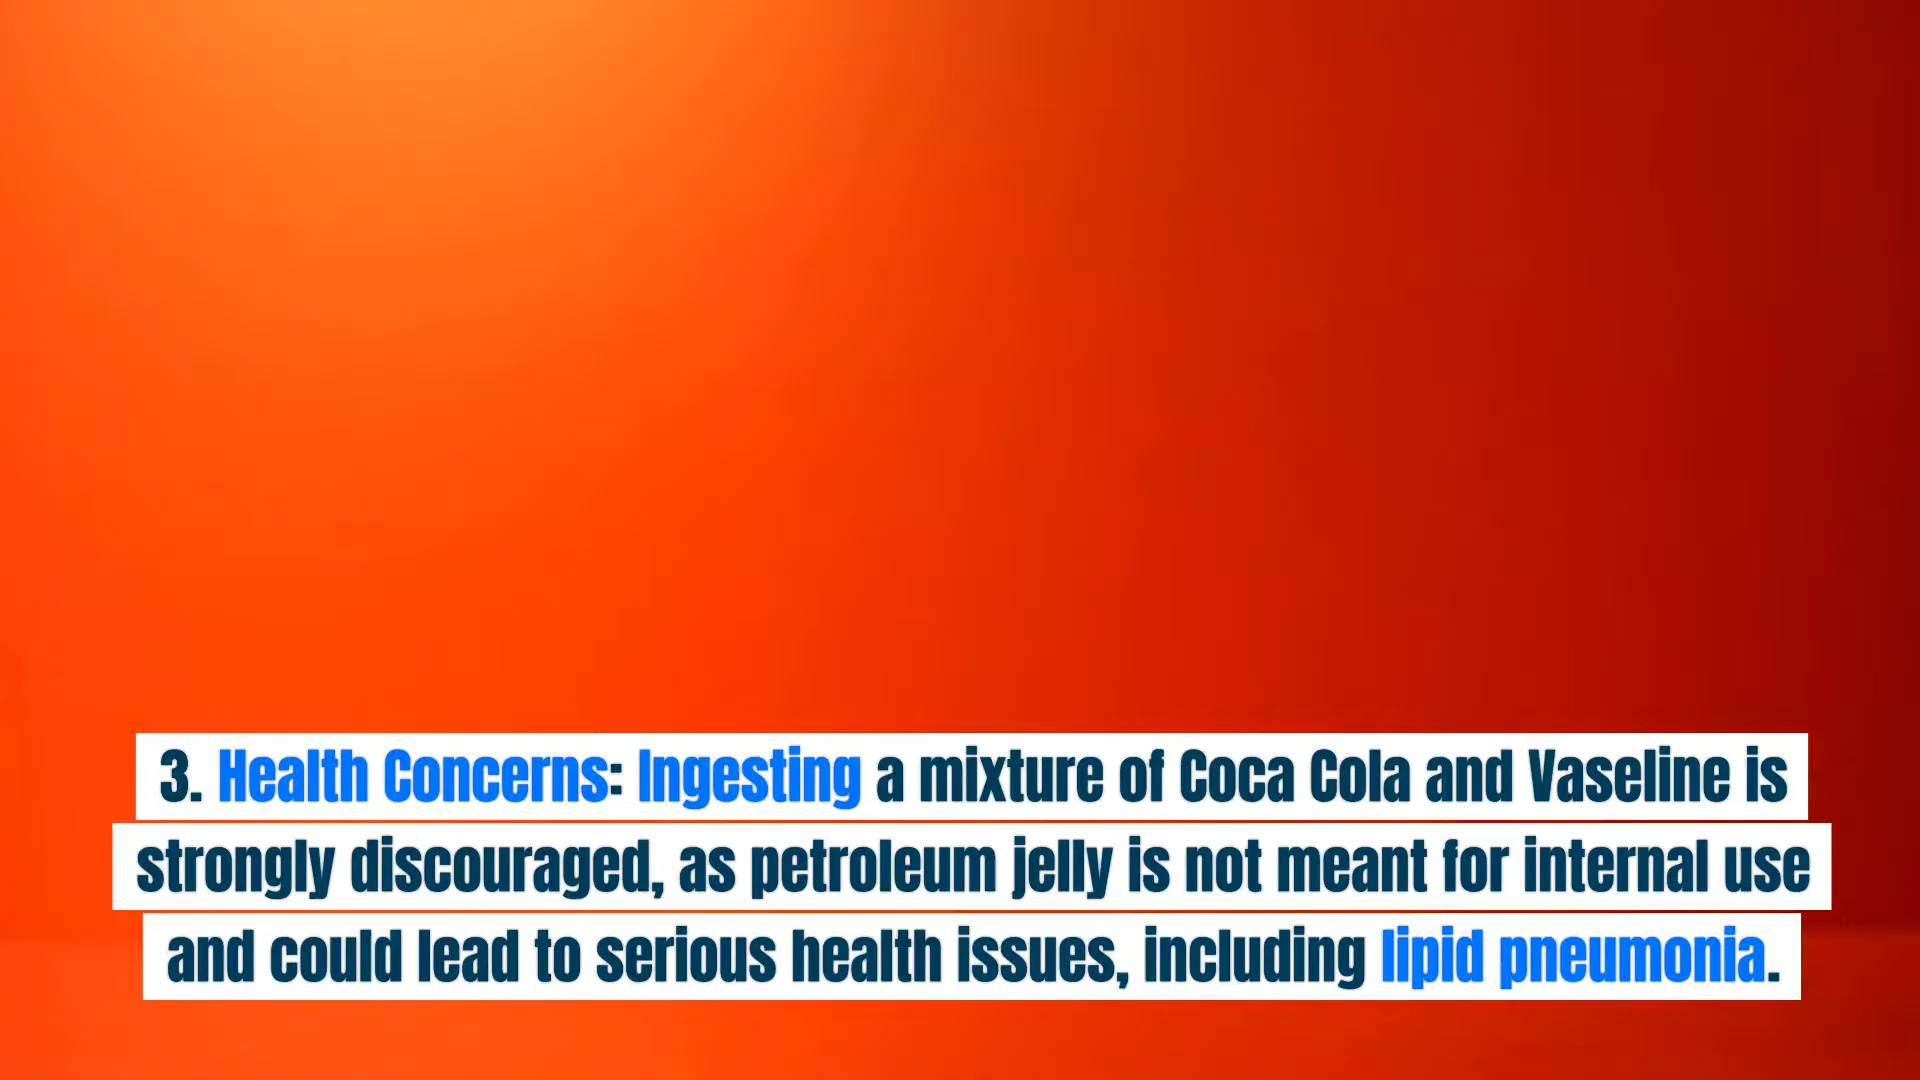 3. Health Concerns: Ingesting a mixture of Coca Cola and Vaseline is
strongly discouraged, as petroleum jelly is not meant for internal use
and could lead to serious health issues, including lipid pneumonia.